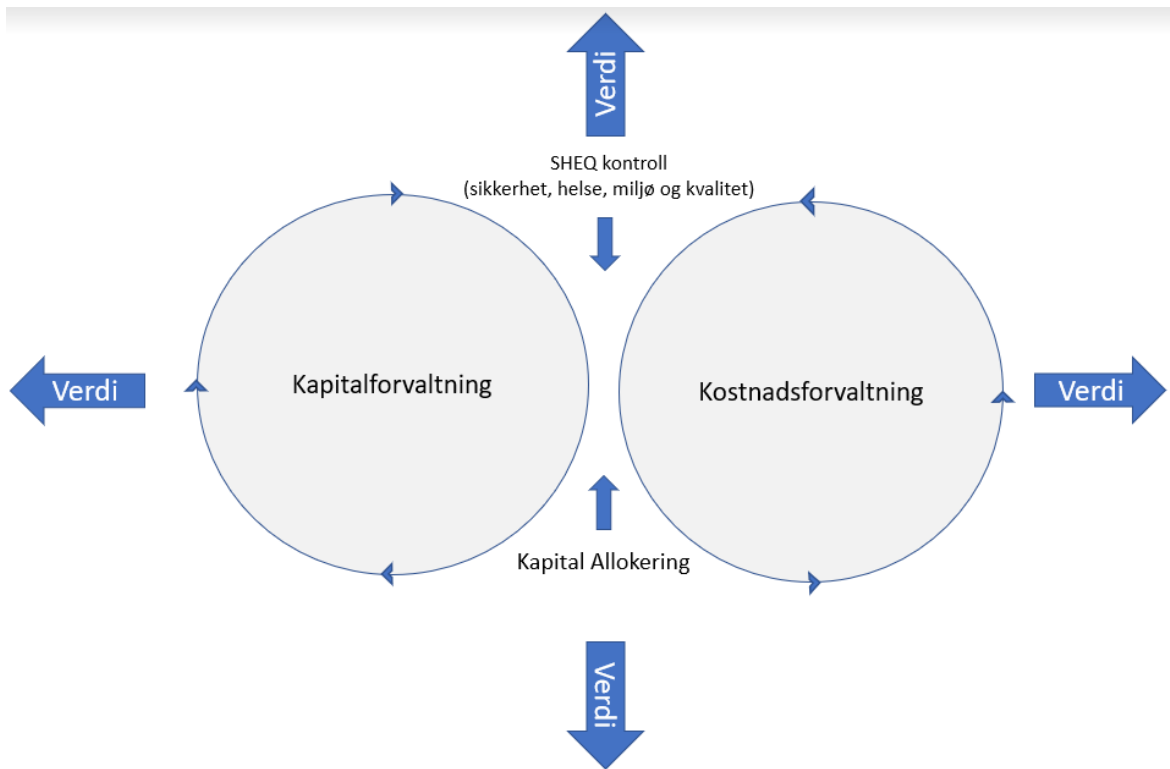 Verdi
SHEQ kontroll
(sikkerhet, helse, miljø og kvalitet)
Verdi
Kapitalforvaltning
Kostnadsforvaltning
Verdi
Kapital Allokering
Verdi